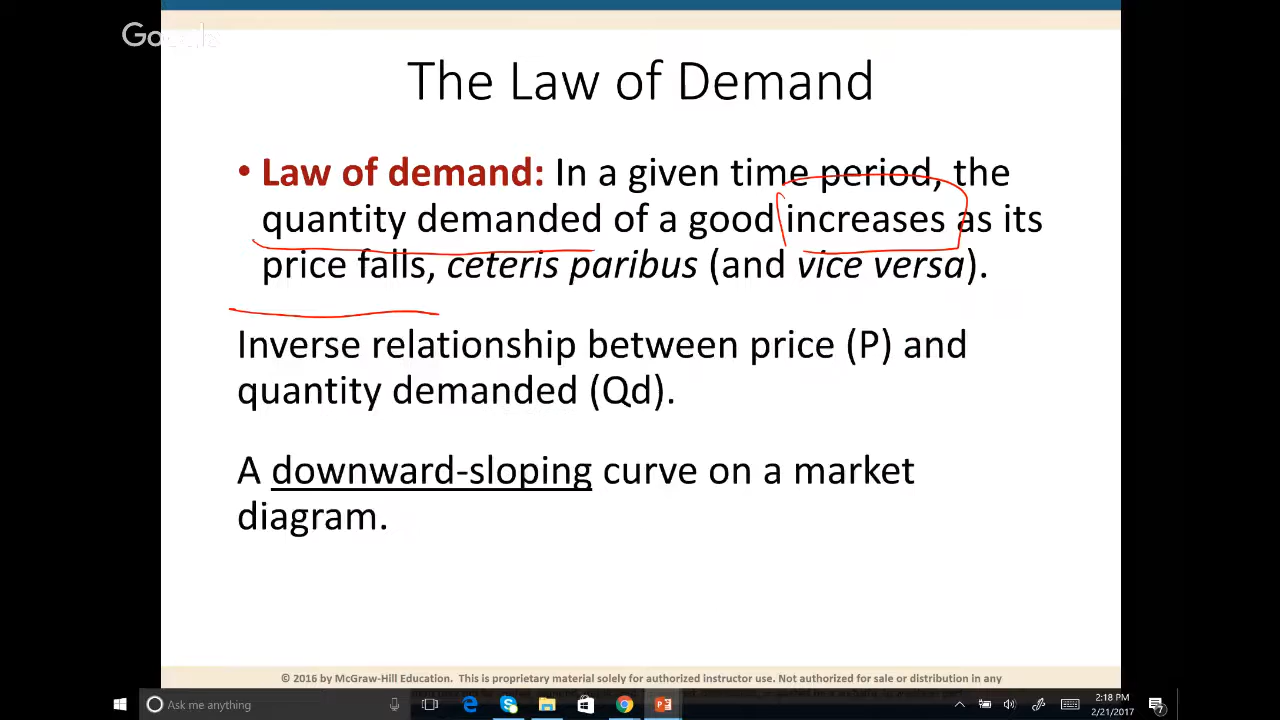 The Law of Demand
• Law of demand: In a given time period, the
quantity demanded of a good increases as its
price falls, ceteris paribus (and vice versa).
Inverse relationship between price (P) and
quantity demanded (Qd).
A downward-sloping curve on a market
diagram.
© 2016 by McGraw-Hill Education. This is proprietary material solely for authorized instructor use. Not authorized for sale or distribution in any
Ask me anything
2:18 PM
2/21/2017
7